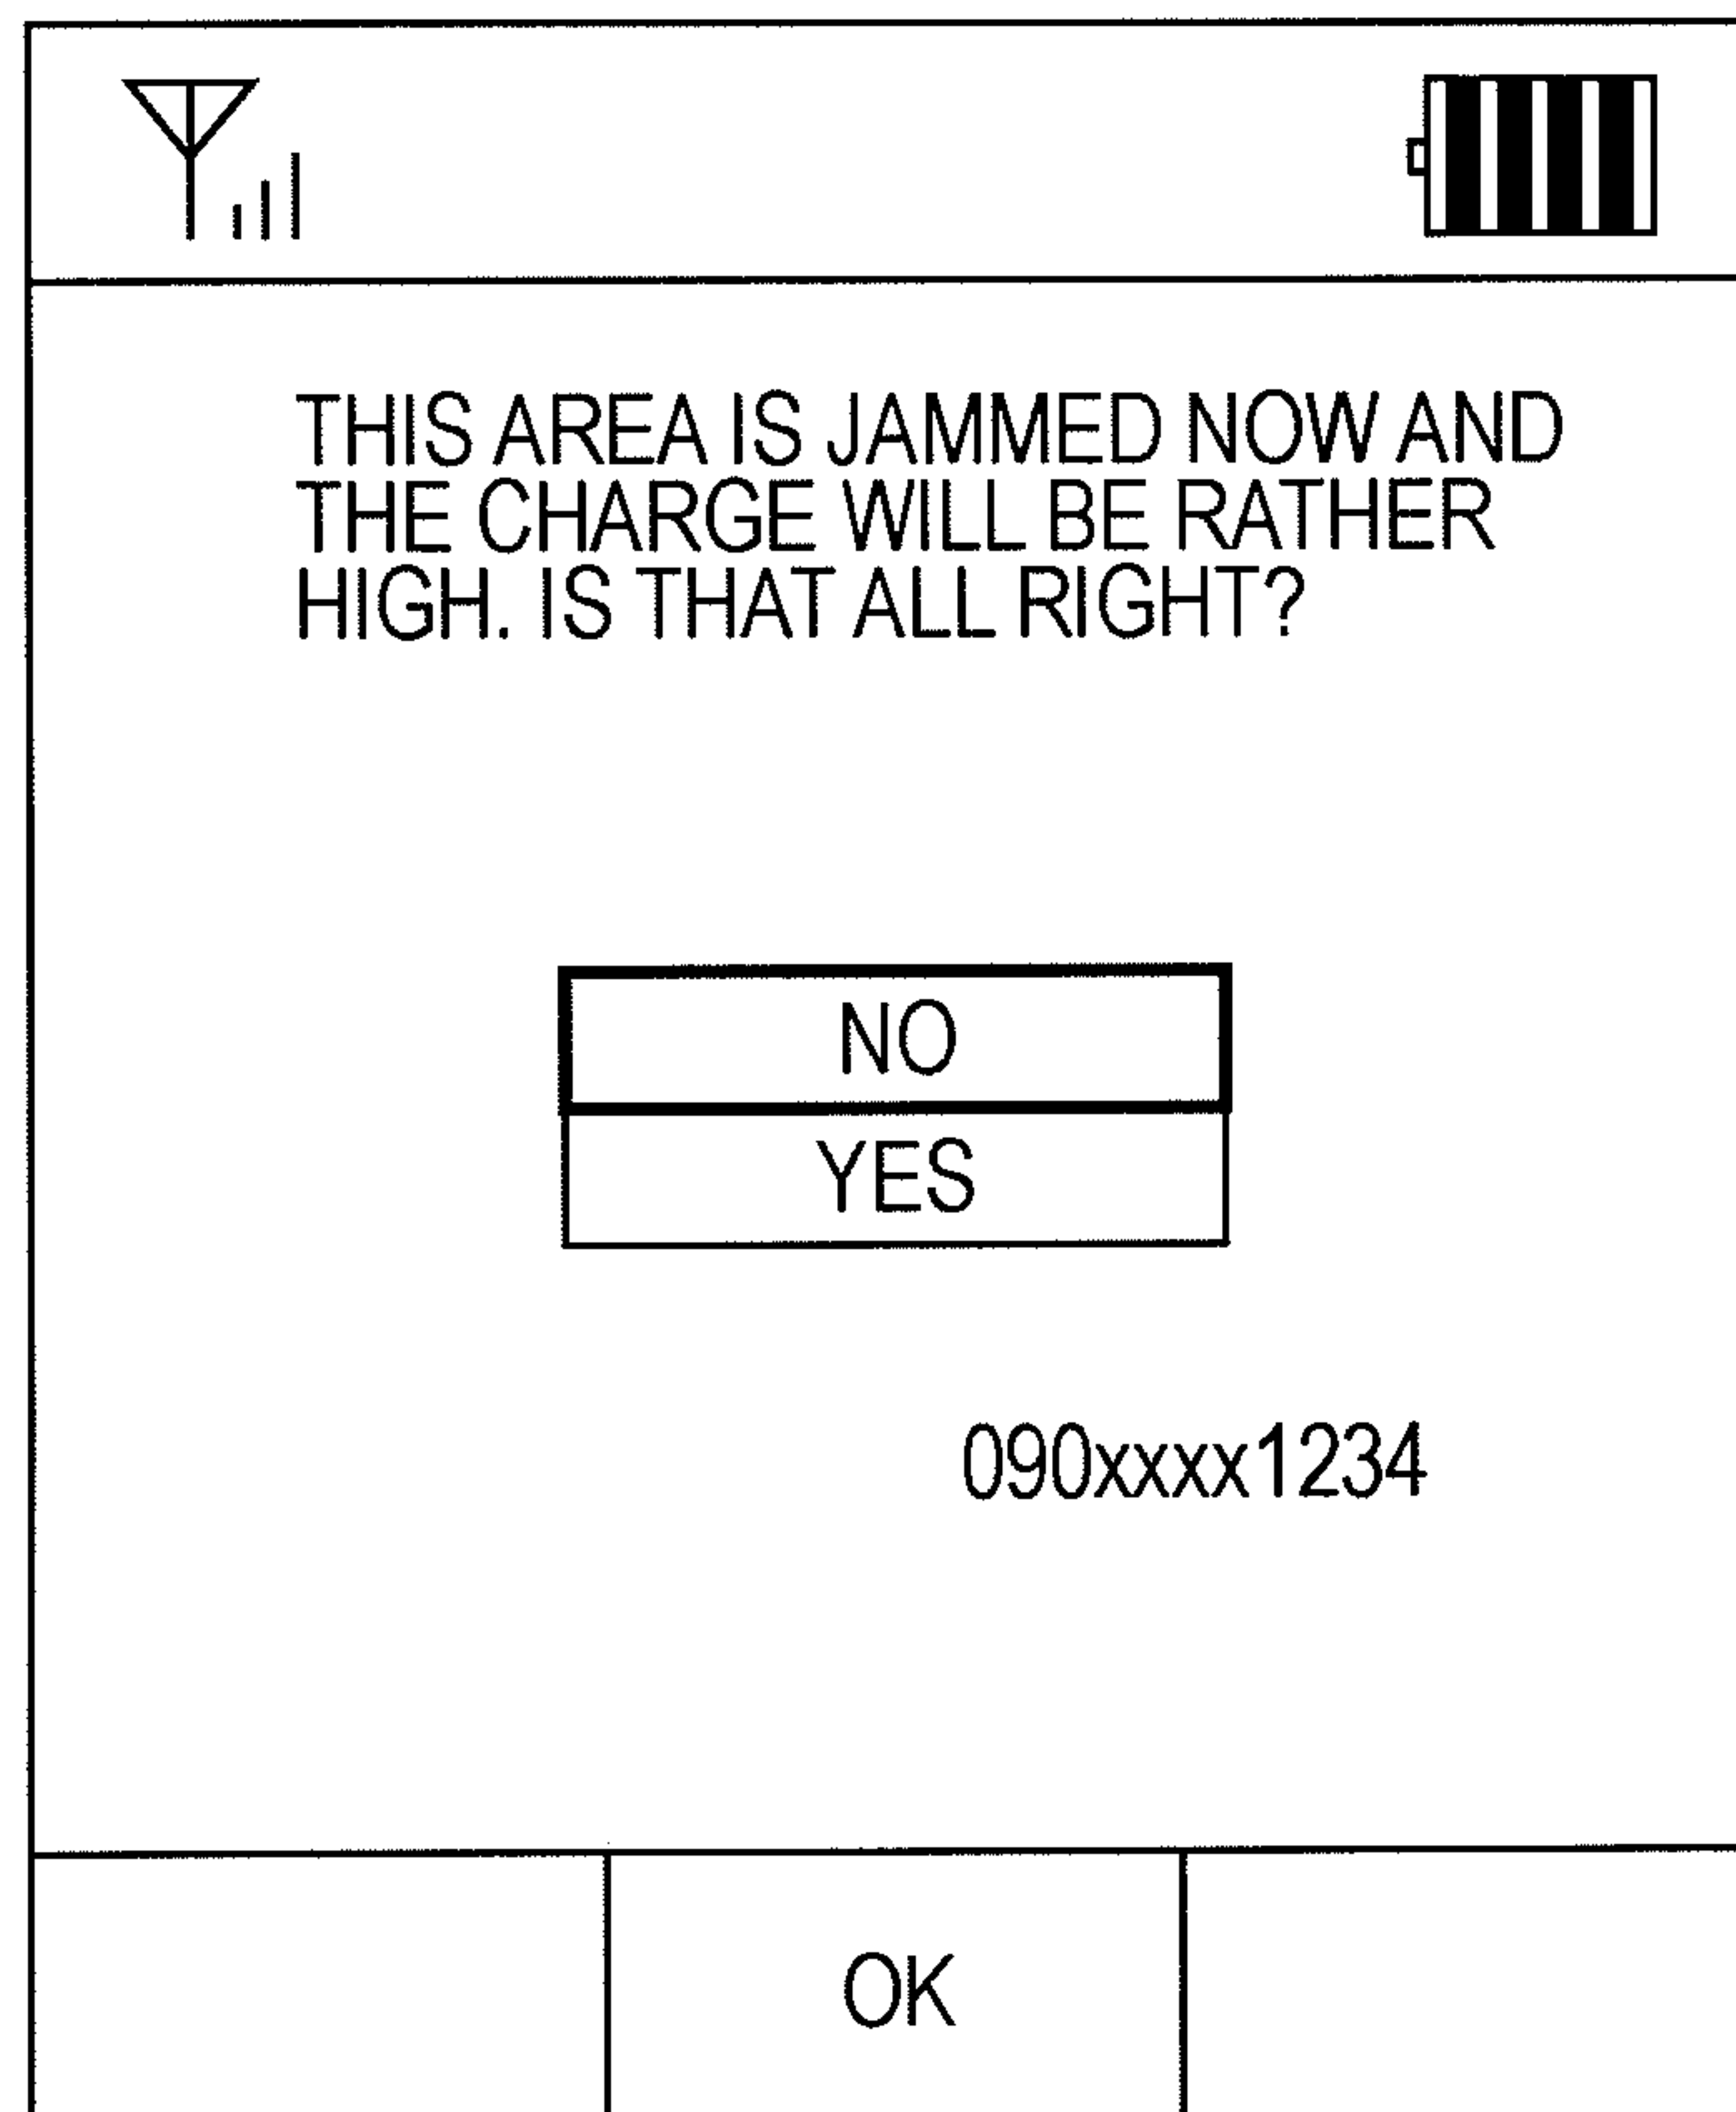 THIS AREA IS JAMMED NOW AND
THE CHARGE WILL BE RATHER
HIGH. IS THAT ALL RIGHT?
NO
YES
090xxxx1234
OK